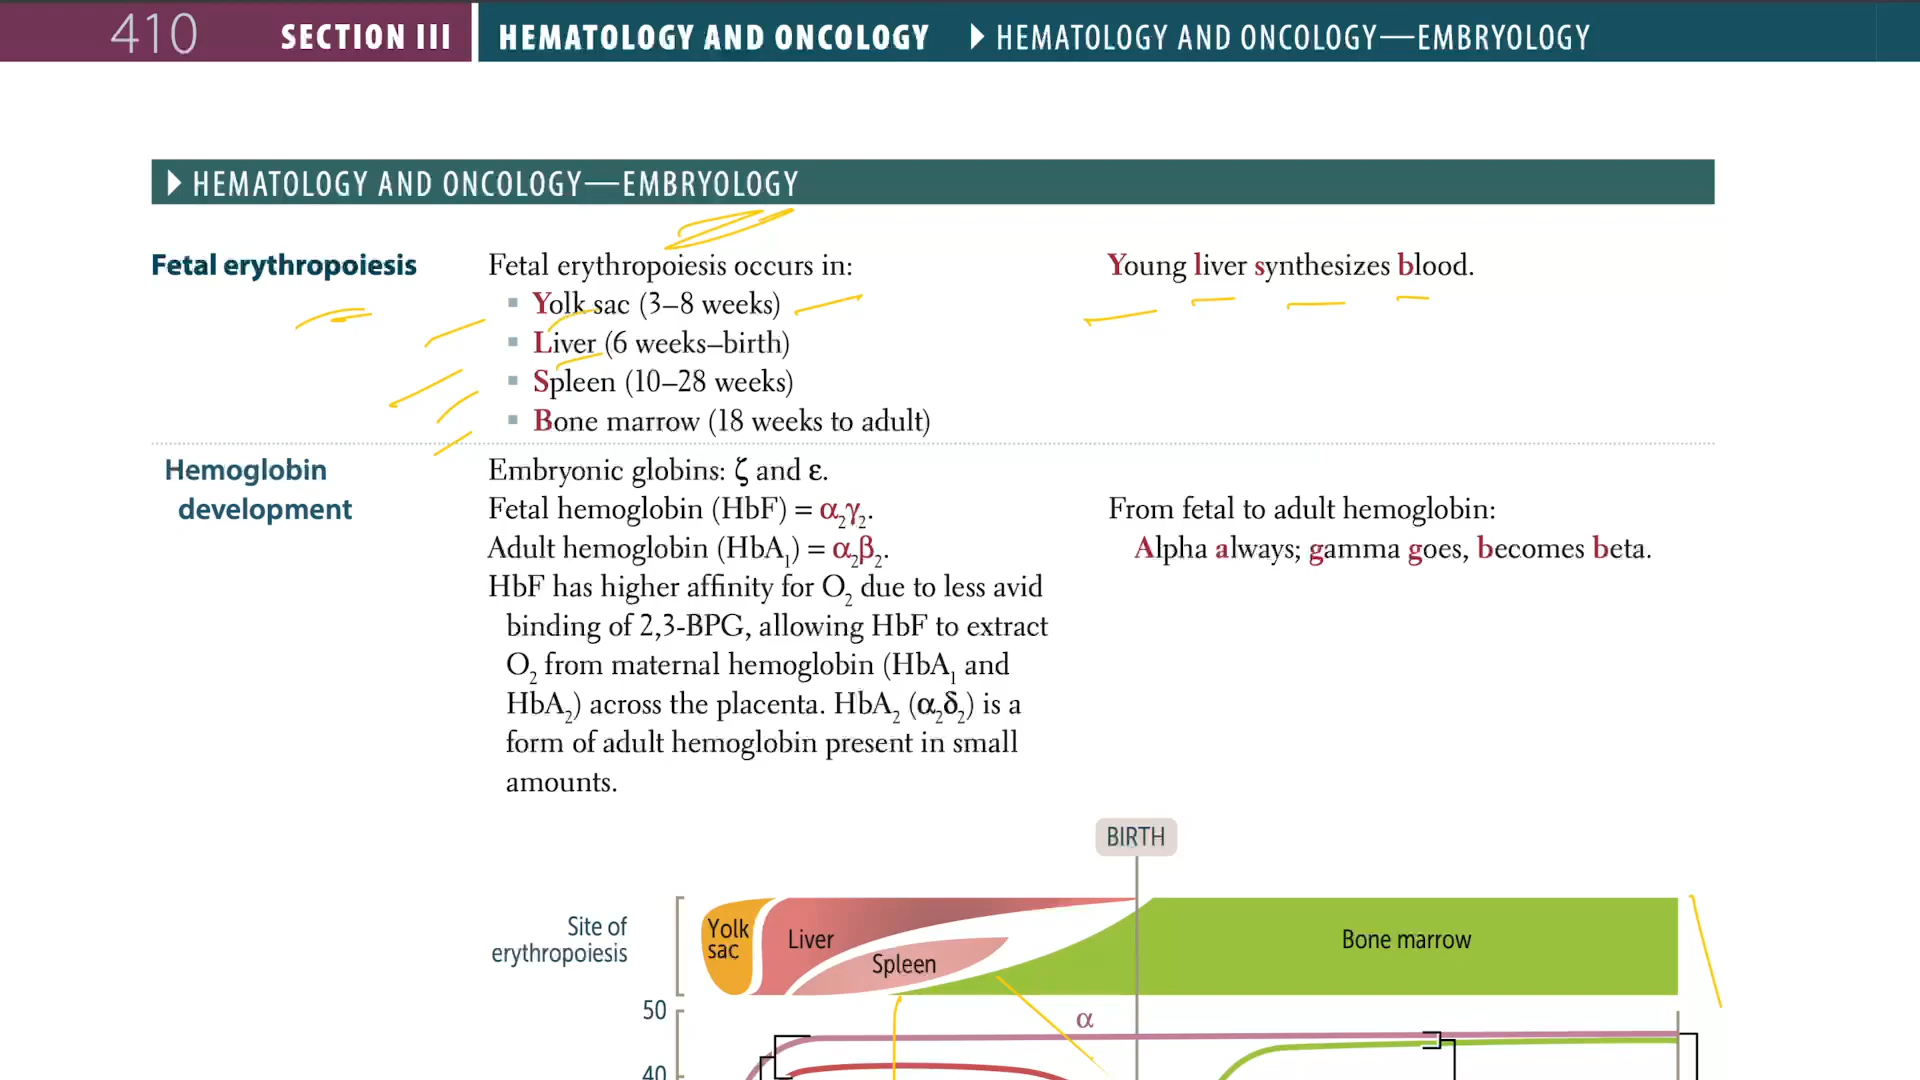 410 SECTION III HEMATOLOGY AND ONCOLOGY ▶ HEMATOLOGY AND ONCOLOGY—EMBRYOLOGY
▶ HEMATOLOGY AND ONCOLOGY—EMBRYOLOGY
Fetal erythropoiesis
Fetal erythropoiesis occurs in:
▪ Yolk sac (3–8 weeks)
▪ Liver (6 weeks–birth)
▪ Spleen (10–28 weeks)
▪ Bone marrow (18 weeks to adult)
Young liver synthesizes blood.
Hemoglobin
development
Embryonic globins: ζ and ε.
Fetal hemoglobin (HbF) = α₂γ₂.
Adult hemoglobin (HbA₁) = α₂β₂.
HbF has higher affinity for O₂ due to less avid
binding of 2,3-BPG, allowing HbF to extract
O₂ from maternal hemoglobin (HbA₁ and
HbA₂) across the placenta. HbA₂ (α₂δ₂) is a
form of adult hemoglobin present in small
amounts.
From fetal to adult hemoglobin:
Alpha always; gamma goes, becomes beta.
BIRTH
Site of
erythropoiesis
Yolk
sac
Liver
Spleen
Bone marrow
50
α
40